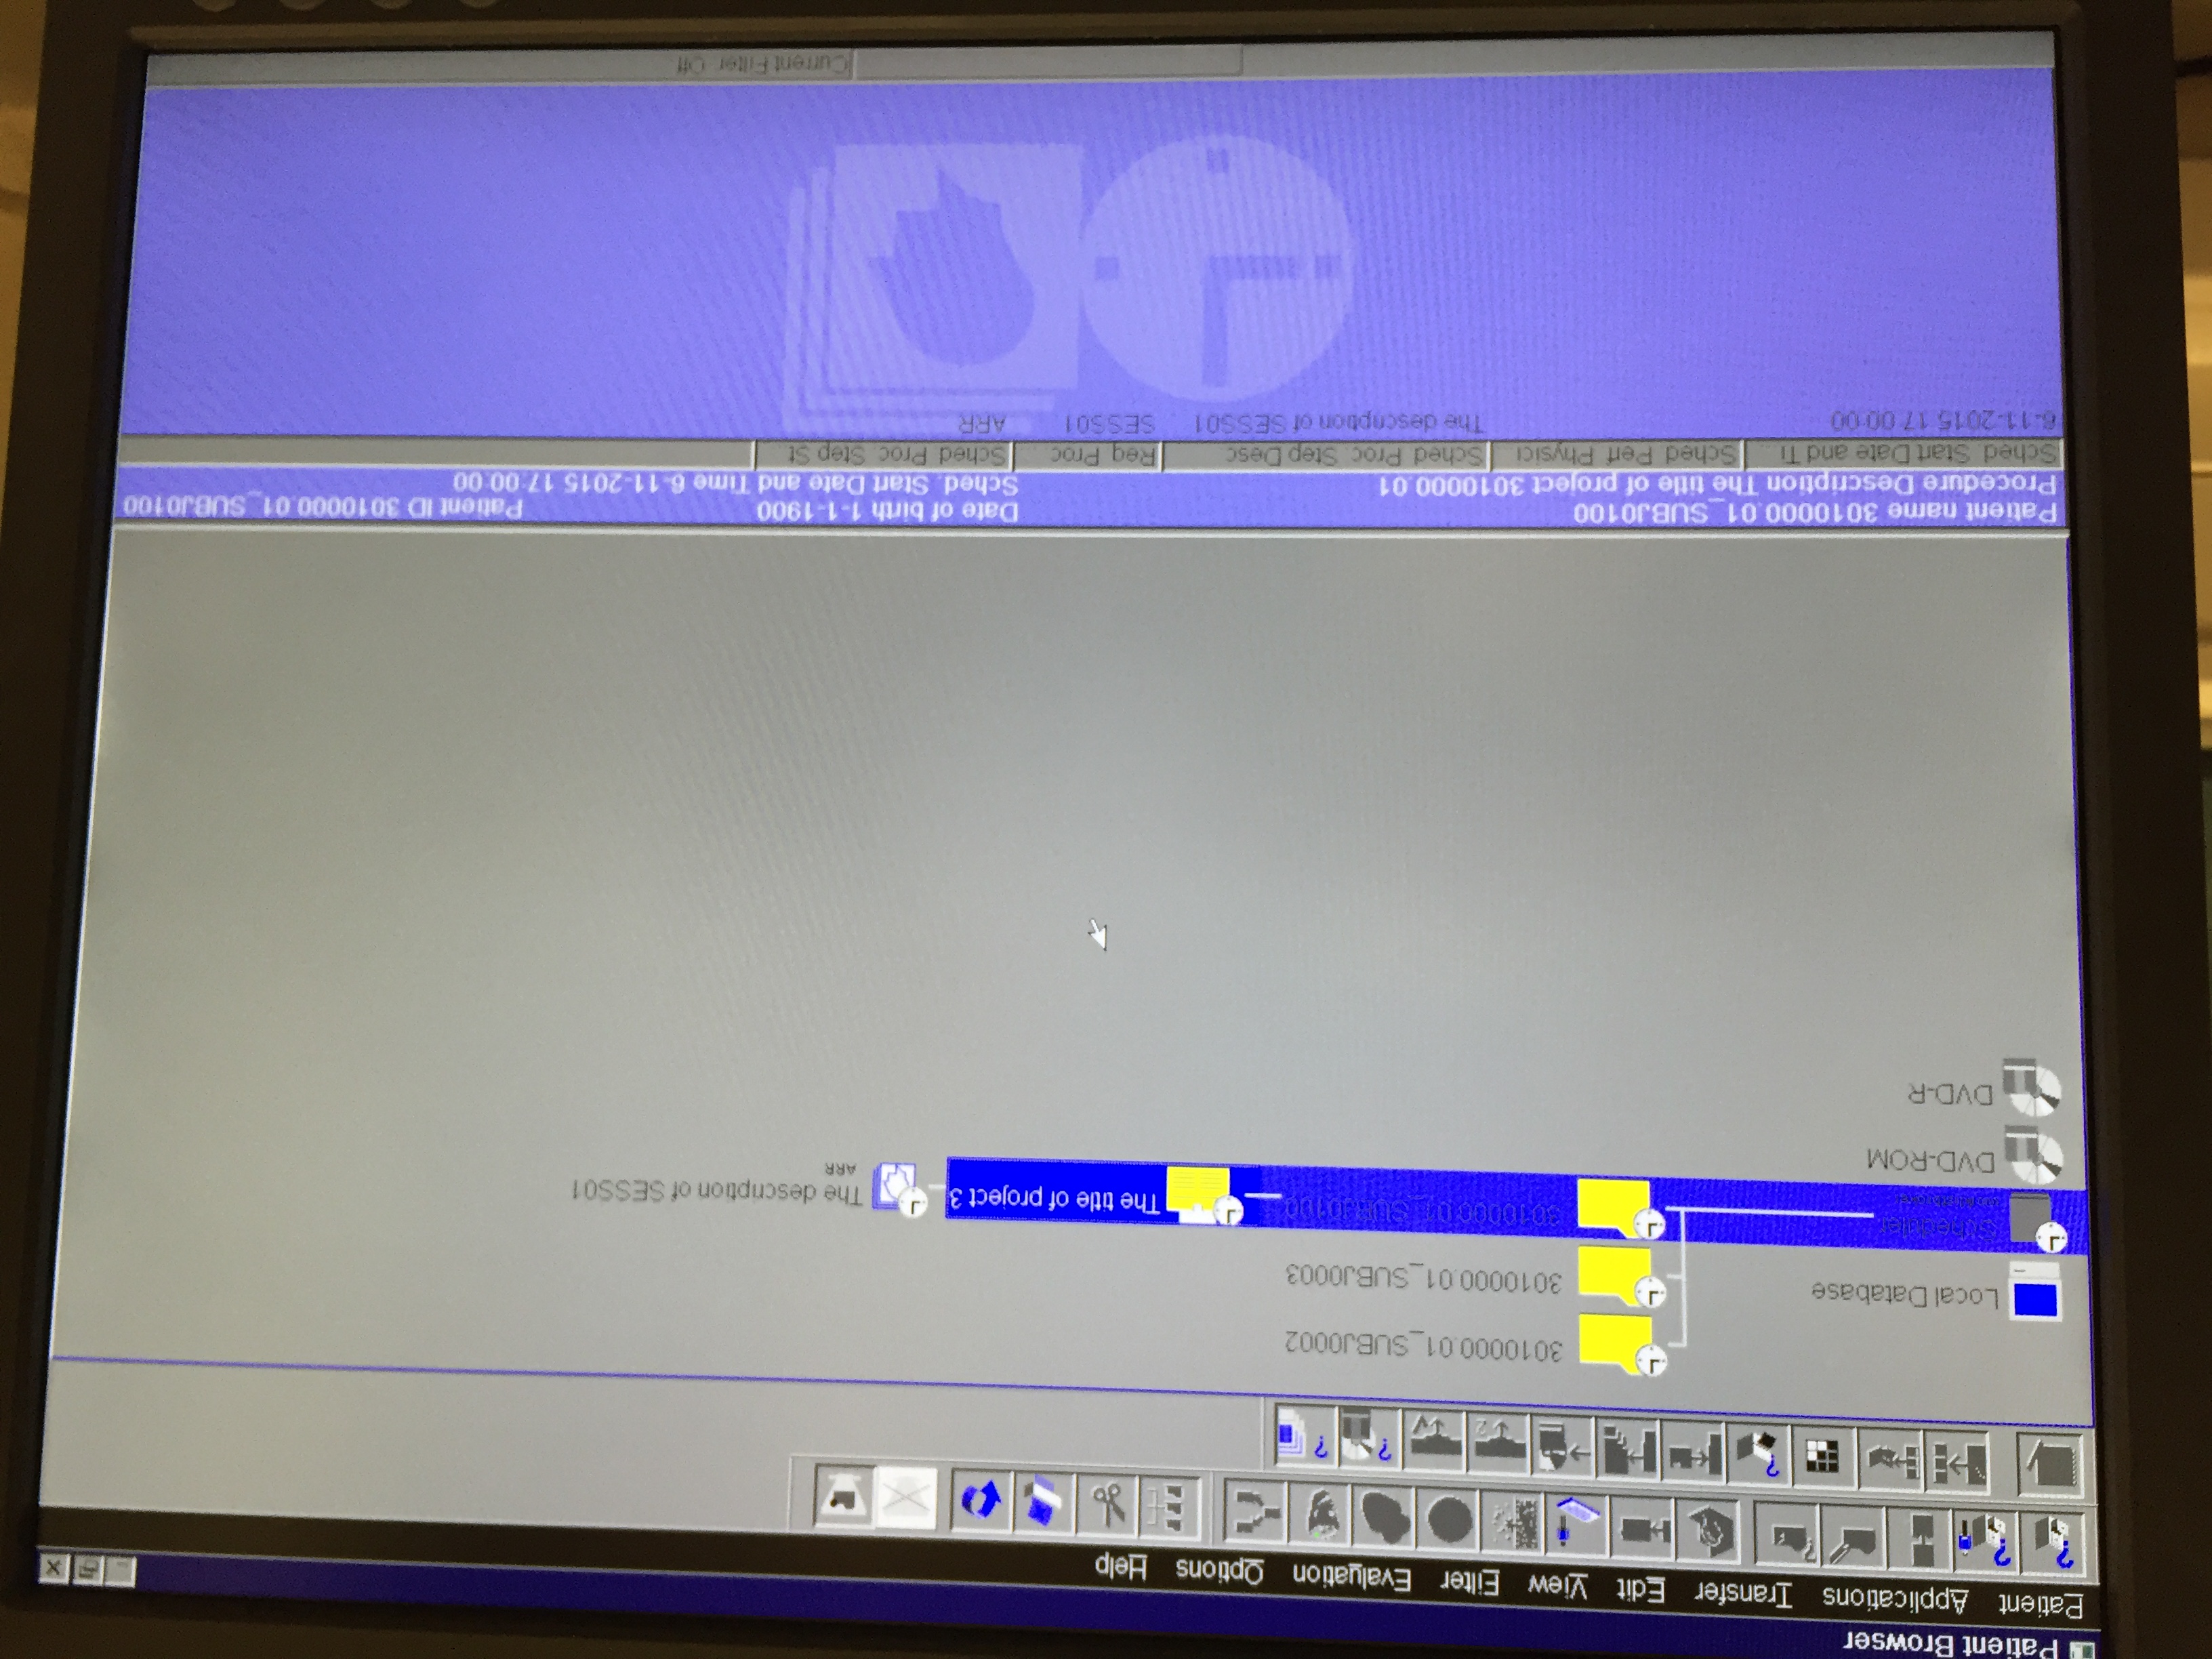 Patient Browser
Patient Applications Transfer Edit View Filter Evaluation Options Help
3010000.01_SUBJ0002
Local Database
3010000.01_SUBJ0003
Scheduler
3010000.01_SUBJ0100
The title of project 3
The description of SESS01
ARR
DVD-ROM
DVD-R
Patient name 3010000.01_SUBJ0100 Date of birth 1-1-1900 Patient ID 3010000.01_SUBJ0100
Procedure Description The title of project 3010000.01 Sched. Start Date and Time 6-11-2015 17:00:00
Sched. Start Date and Ti... Sched. Perf. Physici... Sched. Proc. Step Desc... Req. Proc. ... Sched. Proc. Step St...
6-11-2015 17:00:00 The description of SESS01 SESS01 ARR
Current Filter: Off